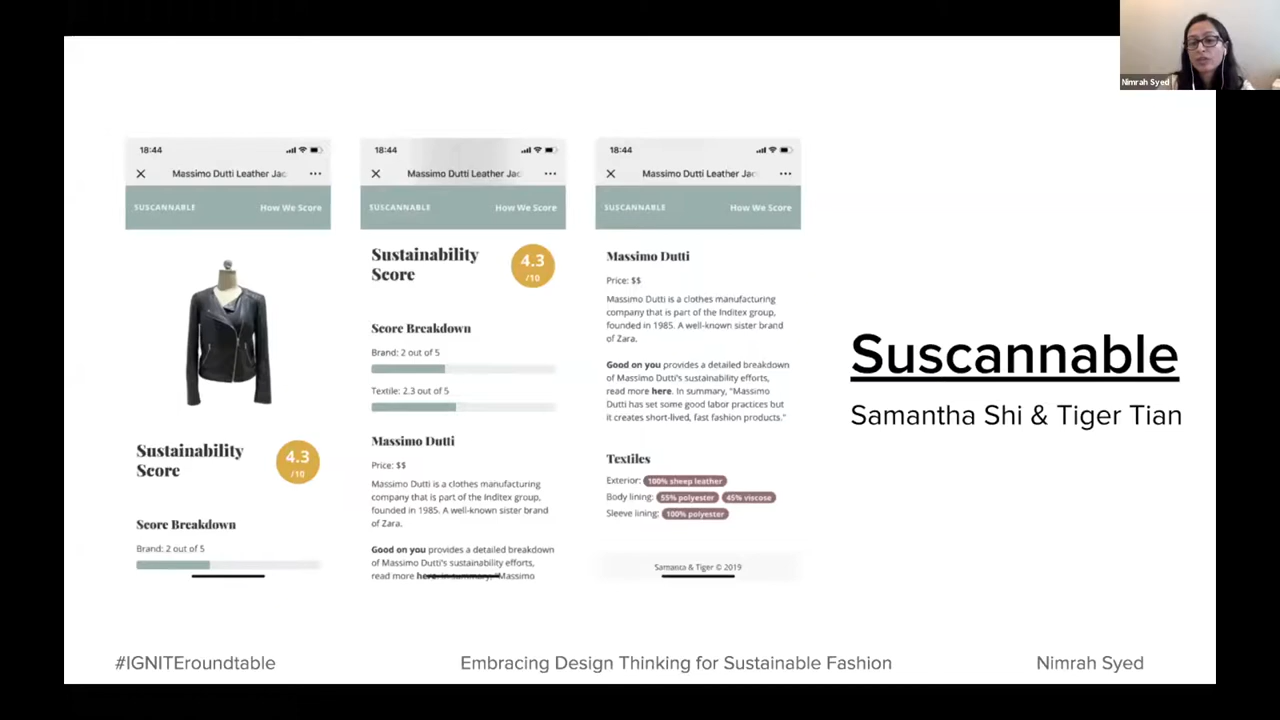 Nimrah Syed
18:44
Massimo Dutti Leather Jac
SUSCANNABLE How We Score
Sustainability
Score
4.3
/10
Score Breakdown
Brand: 2 out of 5
18:44
Massimo Dutti Leather Jac
SUSCANNABLE How We Score
Sustainability
Score
4.3
/10
Score Breakdown
Brand: 2 out of 5
Textile: 2.3 out of 5
Massimo Dutti
Price: $$
Massimo Dutti is a clothes manufacturing
company that is part of the Inditex group,
founded in 1985. A well-known sister brand
of Zara.
Good on you provides a detailed breakdown
of Massimo Dutti's sustainability efforts,
read more here. In summary, "Massimo
18:44
Massimo Dutti Leather Jac
SUSCANNABLE How We Score
Massimo Dutti
Price: $$
Massimo Dutti is a clothes manufacturing
company that is part of the Inditex group,
founded in 1985. A well-known sister brand
of Zara.
Good on you provides a detailed breakdown
of Massimo Dutti's sustainability efforts,
read more here. In summary, "Massimo
Dutti has set some good labor practices but
it creates short-lived, fast fashion products."
Textiles
Exterior: 100% sheep leather
Body lining: 55% polyester 45% viscose
Sleeve lining: 100% polyester
Samanta & Tiger © 2019
Suscannable
Samantha Shi & Tiger Tian
#IGNITEroundtable
Embracing Design Thinking for Sustainable Fashion
Nimrah Syed